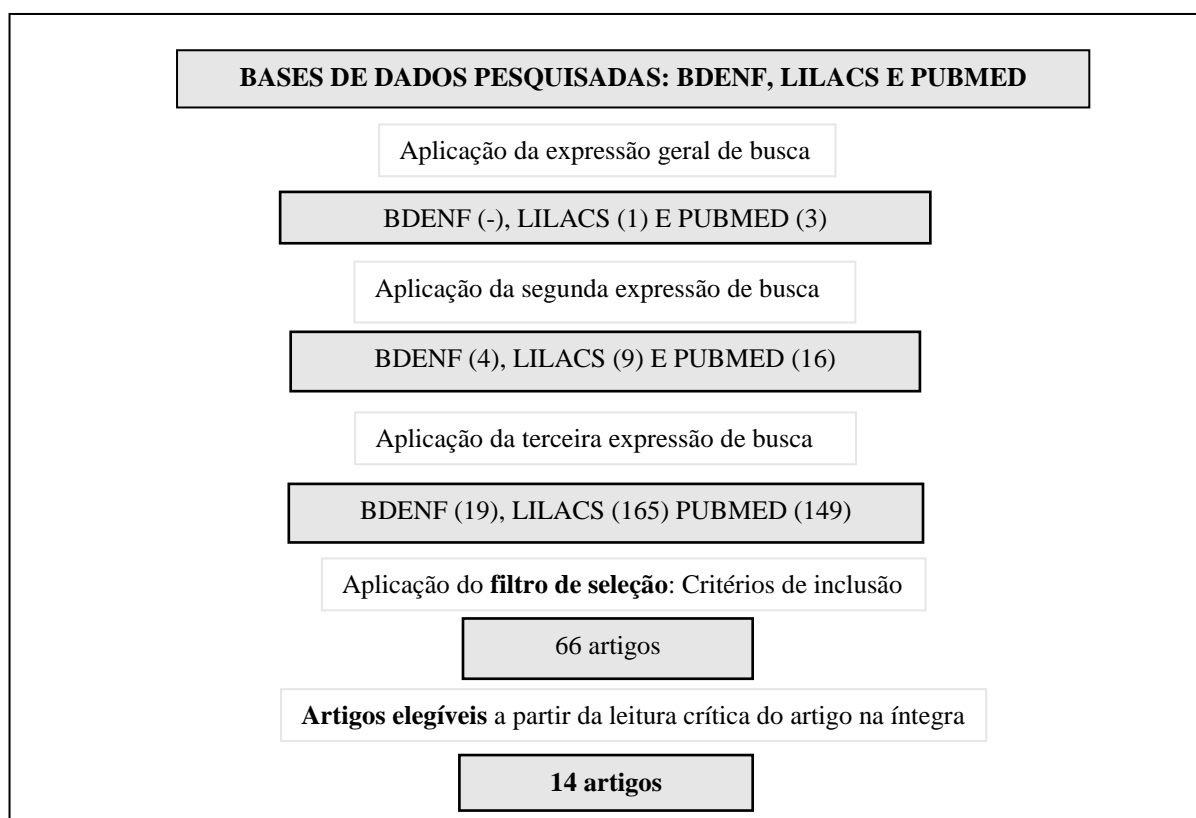 BASES DE DADOS PESQUISADAS: BDENF, LILACS E PUBMED
Aplicação da expressão geral de busca
BDENF (-), LILACS (1) E PUBMED (3)
Aplicação da segunda expressão de busca
BDENF (4), LILACS (9) E PUBMED (16)
Aplicação da terceira expressão de busca
BDENF (19), LILACS (165) PUBMED (149)
Aplicação do filtro de seleção: Critérios de inclusão
66 artigos
Artigos elegíveis a partir da leitura crítica do artigo na íntegra
14 artigos